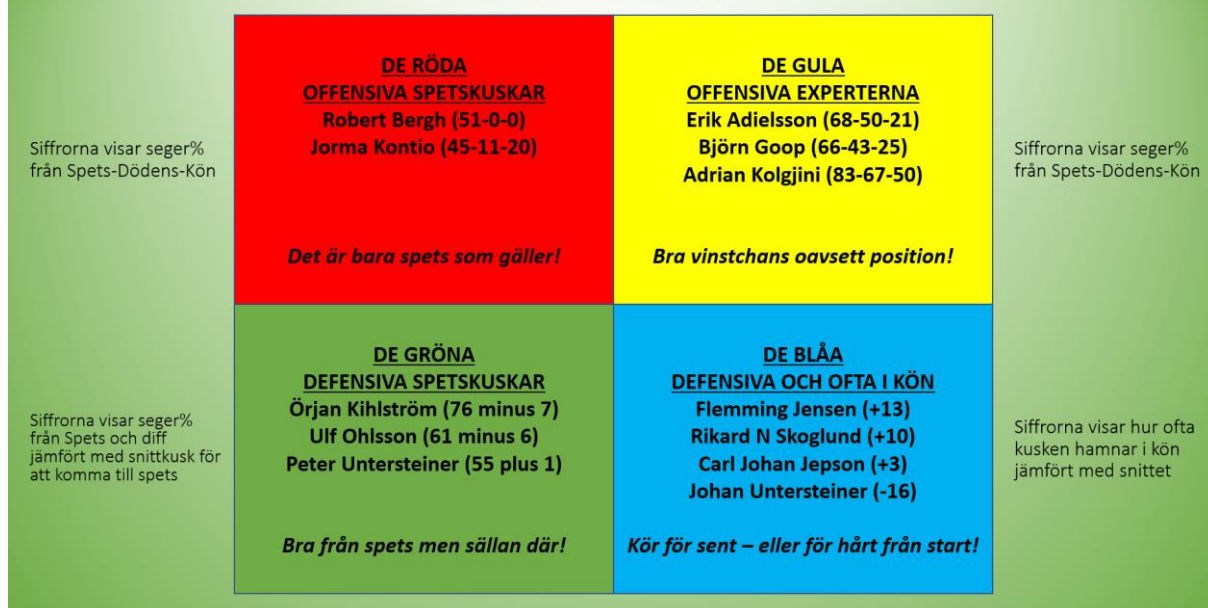 DE RÖDA
OFFENSIVA SPETSKUSKAR
Robert Bergh (51-0-0)
Jorma Kontio (45-11-20)
Det är bara spets som gäller!
DE GULA
OFFENSIVA EXPERTERNA
Erik Adielsson (68-50-21)
Björn Goop (66-43-25)
Adrian Kolgjini (83-67-50)
Bra vinstchans oavsett position!
Siffrorna visar seger%
från Spets-Dödens-Kön
Siffrorna visar seger%
från Spets-Dödens-Kön
DE GRÖNA
DEFENSIVA SPETSKUSKAR
Örjan Kihlström (76 minus 7)
Ulf Ohlsson (61 minus 6)
Peter Untersteiner (55 plus 1)
Bra från spets men sällan där!
DE BLÅA
DEFENSIVA OCH OFTA I KÖN
Flemming Jensen (+13)
Rikard N Skoglund (+10)
Carl Johan Jepson (+3)
Johan Untersteiner (-16)
Kör för sent – eller för hårt från start!
Siffrorna visar seger%
från Spets och diff
jämfört med snittkusk för
att komma till spets
Siffrorna visar hur ofta
kusken hamnar i kön
jämfört med snittet